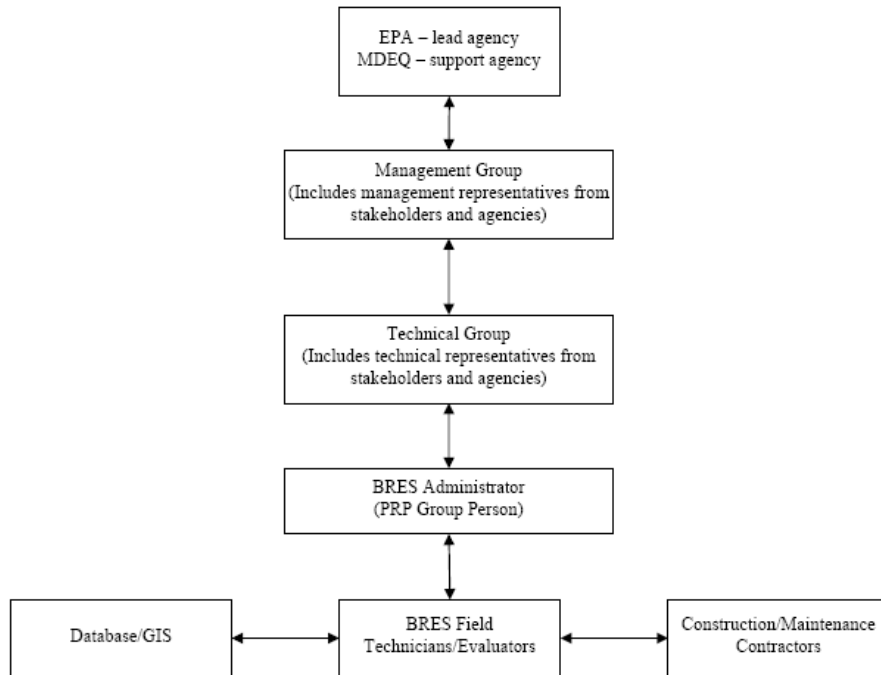 EPA – lead agency
MDEQ – support agency
Management Group
(Includes management representatives from
stakeholders and agencies)
Technical Group
(Includes technical representatives from
stakeholders and agencies)
BRES Administrator
(PRP Group Person)
Database/GIS
BRES Field
Technicians/Evaluators
Construction/Maintenance
Contractors